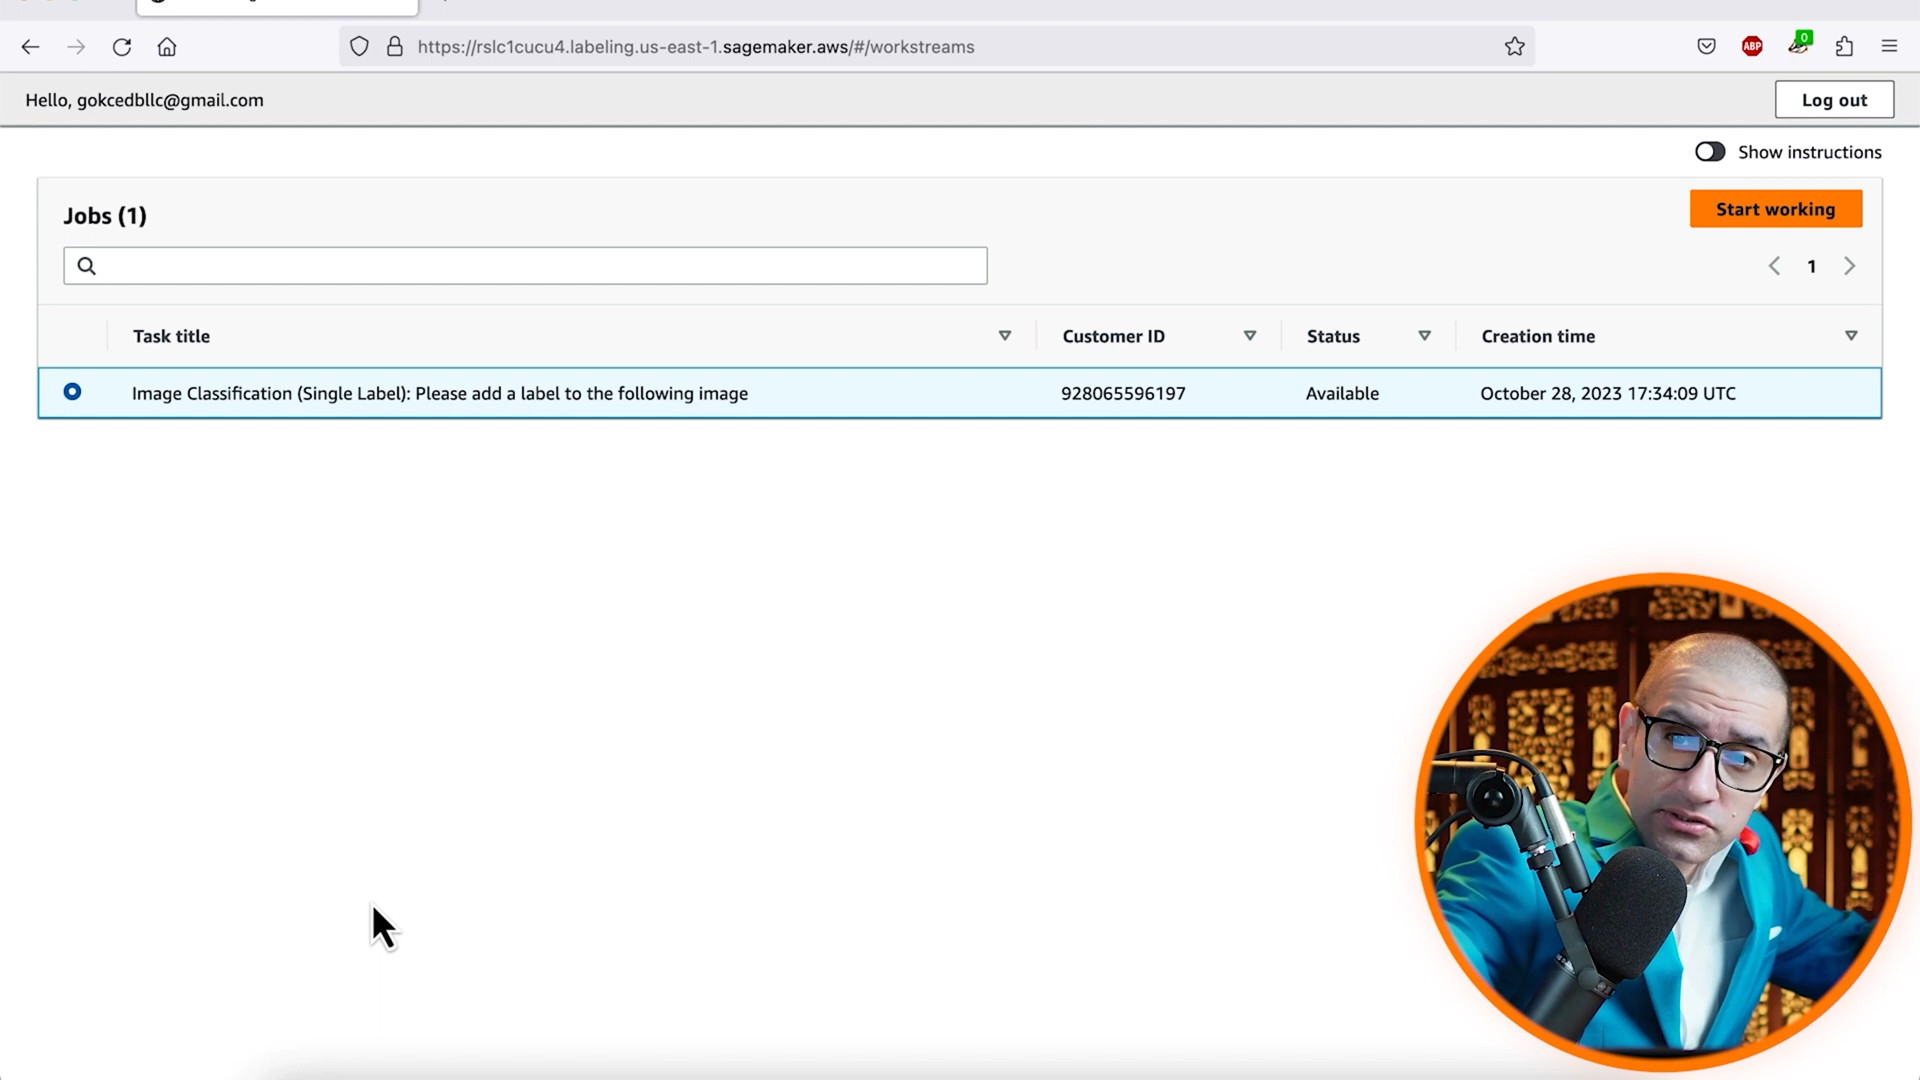 https://rslc1cucu4.labeling.us-east-1.sagemaker.aws/#/workstreams
ABP
0
Hello, gokcedbllc@gmail.com
Log out
Show instructions
Jobs (1)
Start working
1
Task title
Customer ID
Status
Creation time
Image Classification (Single Label): Please add a label to the following image
928065596197
Available
October 28, 2023 17:34:09 UTC